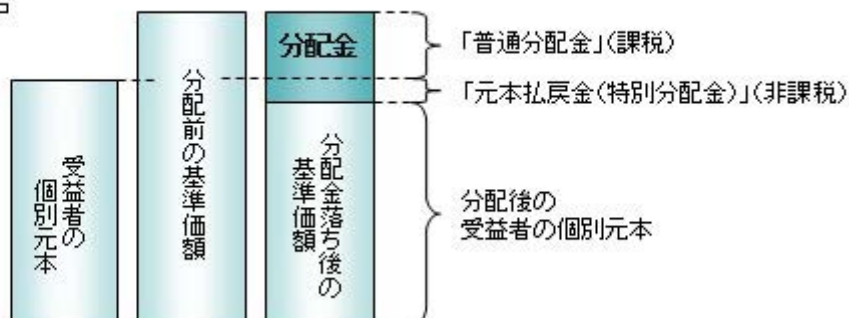 受益者の
個別元本
分配前の基準価額
分配金
分配金落ち後の
基準価額
「普通分配金」(課税)
「元本払戻金(特別分配金)」(非課税)
分配後の
受益者の個別元本